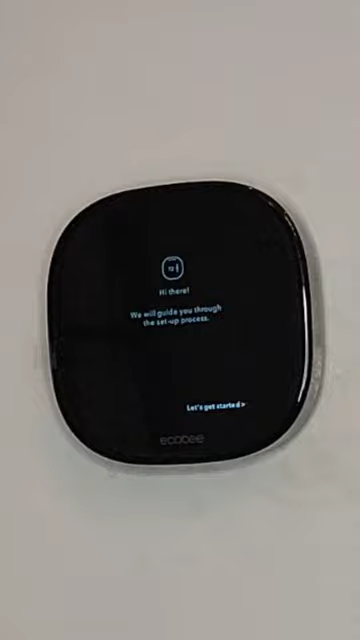 Hi there!
We will guide you through
the set-up process.
Let's get started >
ecobee